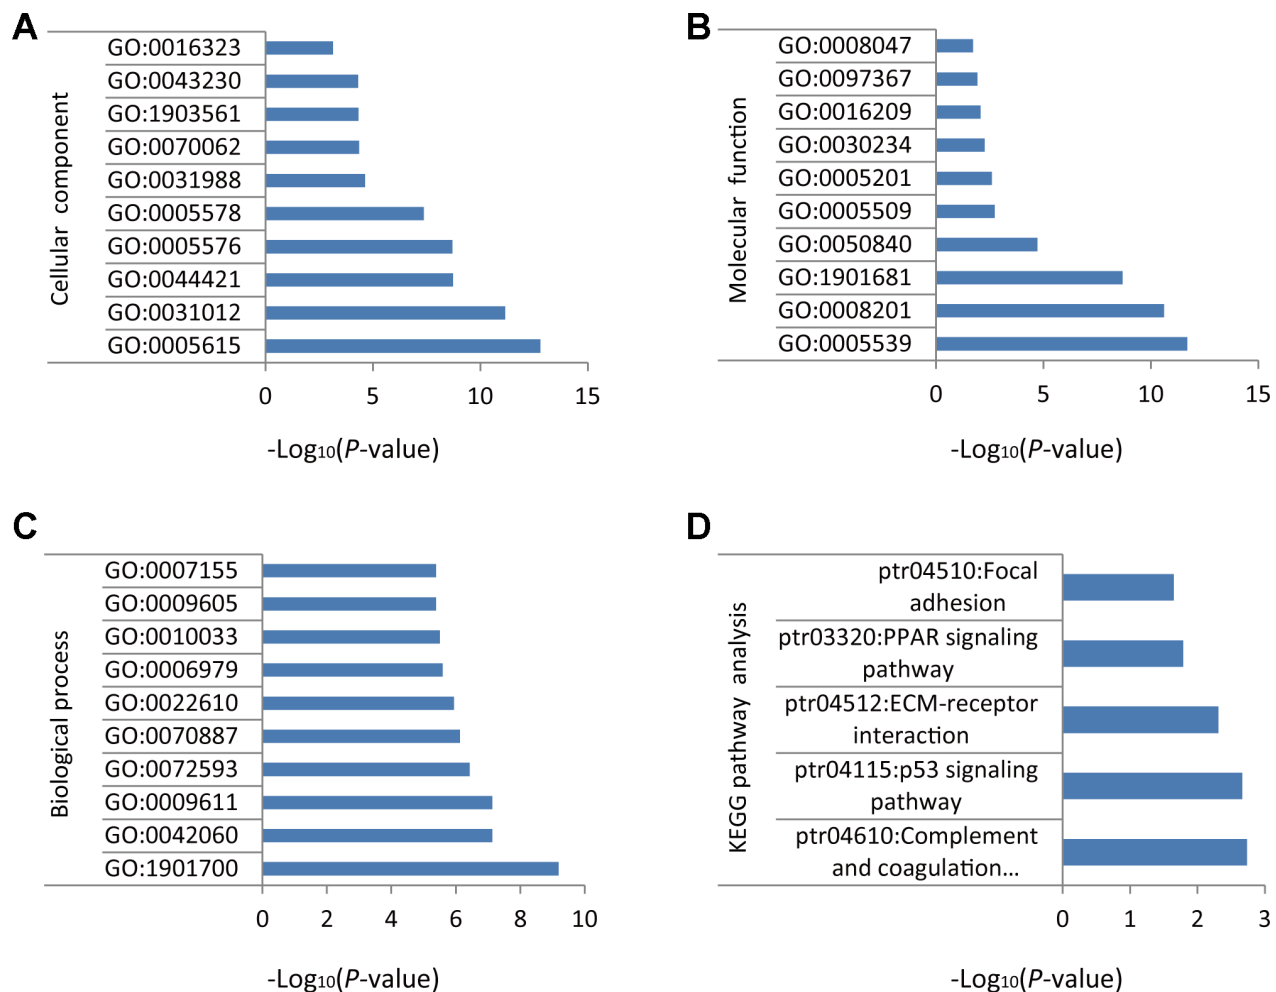 A
Cellular component
GO:0016323
GO:0043230
GO:1903561
GO:0070062
GO:0031988
GO:0005578
GO:0005576
GO:0044421
GO:0031012
GO:0005615
0 5 10 15
-Log10(P-value)
B
Molecular function
GO:0008047
GO:0097367
GO:0016209
GO:0030234
GO:0005201
GO:0005509
GO:0050840
GO:1901681
GO:0008201
GO:0005539
0 5 10 15
-Log10(P-value)
C
Biological process
GO:0007155
GO:0009605
GO:0010033
GO:0006979
GO:0022610
GO:0070887
GO:0072593
GO:0009611
GO:0042060
GO:1901700
0 2 4 6 8 10
-Log10(P-value)
D
KEGG pathway analysis
ptr04510:Focal
adhesion
ptr03320:PPAR signaling
pathway
ptr04512:ECM-receptor
interaction
ptr04115:p53 signaling
pathway
ptr04610:Complement
and coagulation...
0 1 2 3
-Log10(P-value)